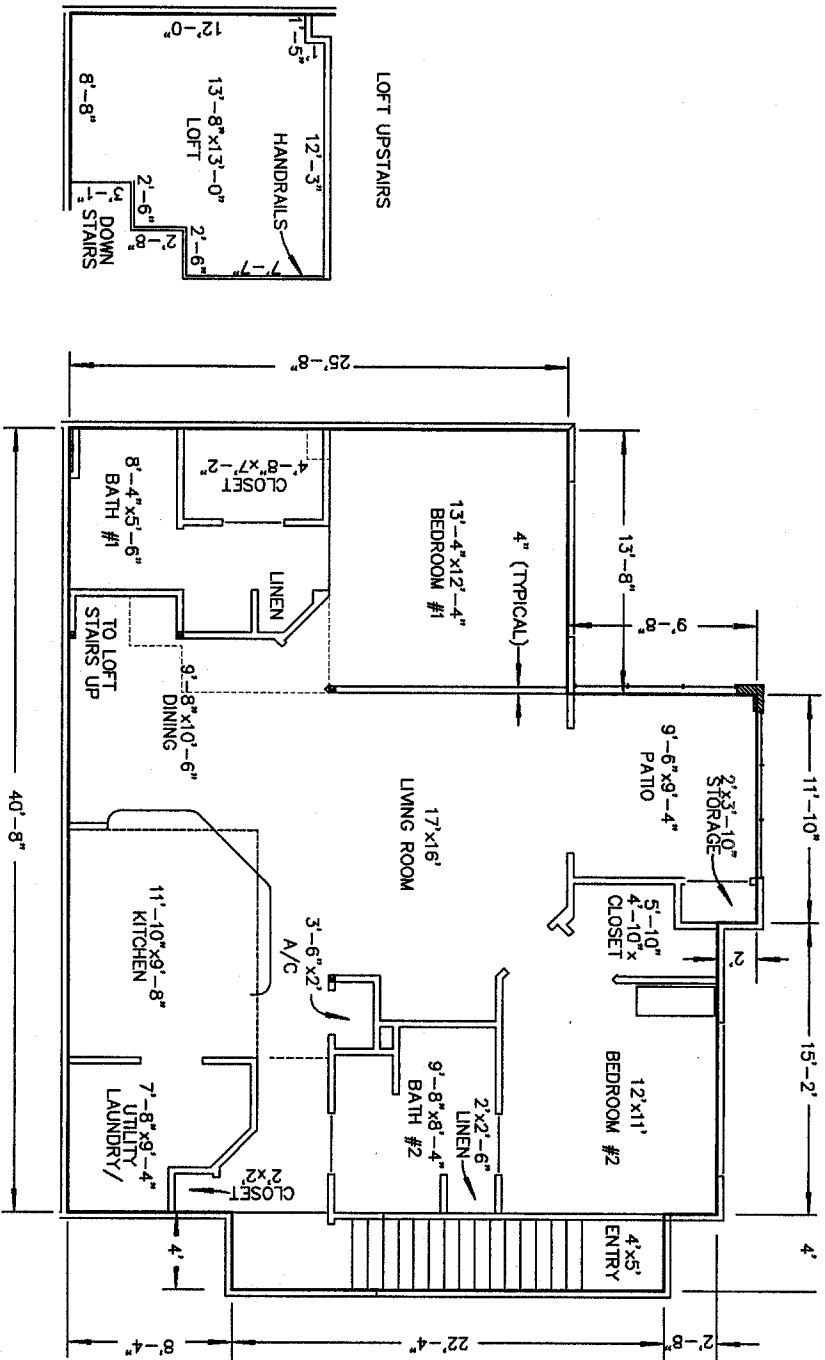 LOFT UPSTAIRS
1'-5"
1'
12'-0"
12'-3"
HANDRAILS
13'-8"x13'-0"
LOFT
7'-7"
8'-8"
2'-6"
2'-8"
2'-6"
3'-1"
DOWN
STAIRS
25'-8"
13'-8"
9'-8"
11'-10"
2'
15'-2"
4'
4" (TYPICAL)
13'-4"x12'-4"
BEDROOM #1
CLOSET
4'-8"x7'-2"
8'-4"x5'-6"
BATH #1
LINEN
TO LOFT
STAIRS UP
9'-8"x10'-6"
DINING
17'x16'
LIVING ROOM
9'-6"x9'-4"
PATIO
2'x3'-10"
STORAGE
5'-10"
4'-10"x
CLOSET
12'x11'
BEDROOM #2
2'x2'-6"
LINEN
9'-8"x8'-4"
BATH #2
3'-6"x2'
A/C
11'-10"x9'-8"
KITCHEN
7'-8"x9'-4"
UTILITY
LAUNDRY/
CLOSET
2'x2'
4'x5'
ENTRY
40'-8"
4'
8'-4"
22'-4"
2'-8"